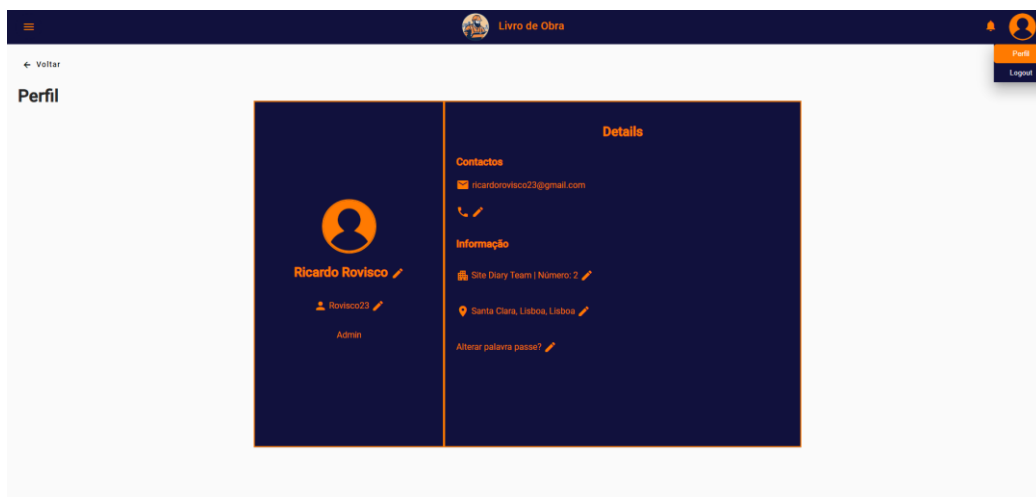 Livro de Obra
Perfil
Logout
← Voltar
Perfil
Ricardo Rovisco
Rovisco23
Admin
Details
Contactos
ricardorovisco23@gmail.com
Informação
Site Diary Team | Número: 2
Santa Clara, Lisboa, Lisboa
Alterar palavra passe?